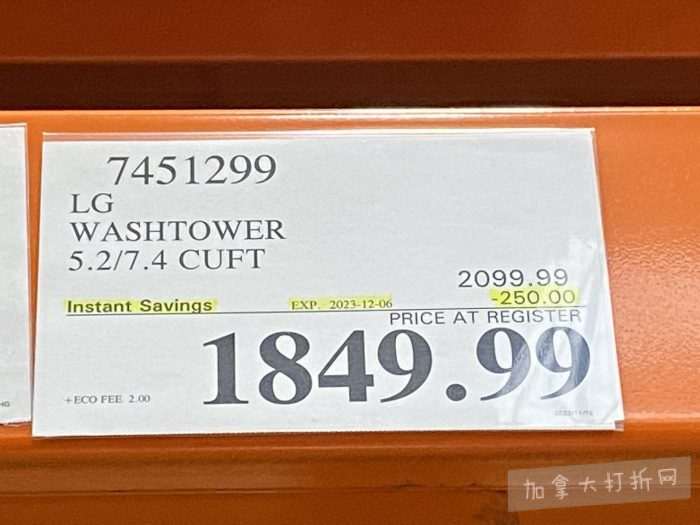 7451299
LG
WASHTOWER
5.2/7.4 CUFT
2099.99
Instant Savings EXP. 2023-12-06 -250.00
PRICE AT REGISTER
1849.99
+ECO FEE 2.00
加拿大打折网